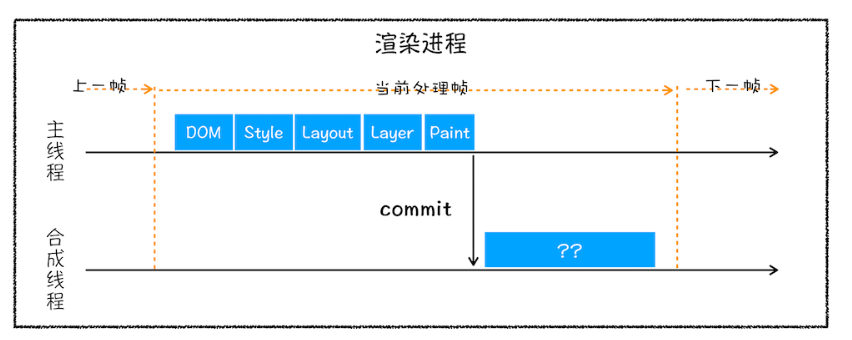 渲染进程
上一帧
当前处理帧
下一帧
主线程
DOM
Style
Layout
Layer
Paint
commit
合成线程
??